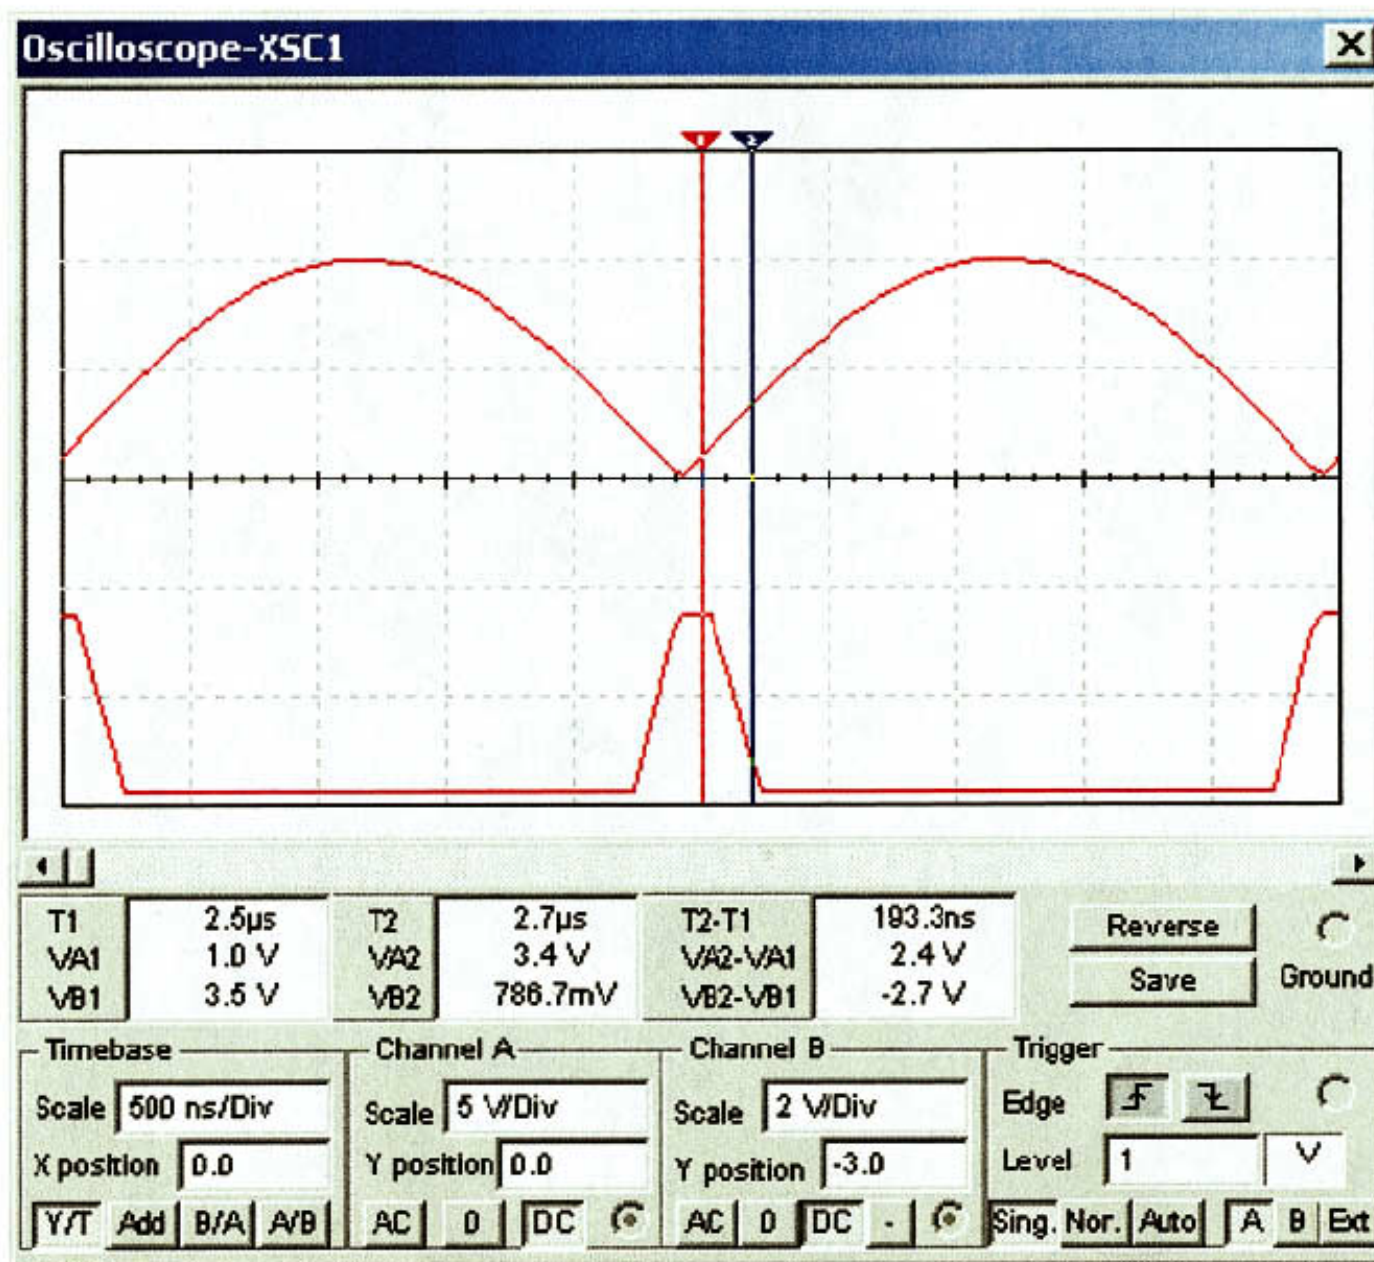 Oscilloscope-XSC1
1 2
T1 2.5µs T2 2.7µs T2-T1 193.3ns Reverse
VA1 1.0 V VA2 3.4 V VA2-VA1 2.4 V
VB1 3.5 V VB2 786.7mV VB2-VB1 -2.7 V Save Ground
Timebase Channel A Channel B Trigger
Scale 500 ns/Div Scale 5 V/Div Scale 2 V/Div Edge
X position 0.0 Y position 0.0 Y position -3.0 Level 1 V
Y/T Add B/A A/B AC 0 DC AC 0 DC - Sing. Nor. Auto A B Ext